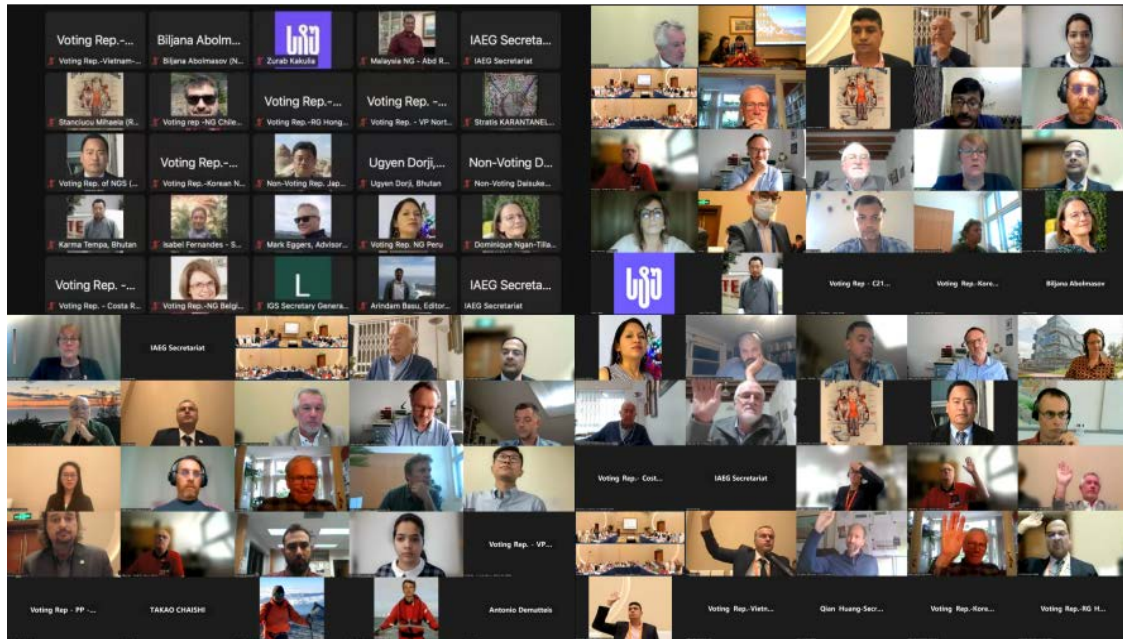 Voting Rep.-... Biljana Abolm... IAEG Secreta...
Voting Rep.-Vietnam-... Biljana Abolmasov (N... Zurab Kakulia Malaysia NG - Abd R... IAEG Secretariat
Voting Rep.-... Voting Rep. -...
Stanciucu Mihaela (R... Voting rep -NG Chile... Voting Rep.-RG Hong... Voting Rep. - VP Nort... Stratis KARANTANEL...
Voting Rep.-... Ugyen Dorji,... Non-Voting D...
Voting Rep. of NGS (... Voting Rep.-Korean N... Non-Voting Rep. Jap... Ugyen Dorji, Bhutan Non-Voting Daisuke...
Karma Tempa, Bhutan Isabel Fernandes - S... Mark Eggers, Advisor... Voting Rep. NG Peru Dominique Ngan-Tilla...
Voting Rep. -... L IAEG Secreta...
Voting Rep. - Costa R... Voting Rep.-NG Belgi... IGS Secretary Genera... Arindam Basu, Editor... IAEG Secretariat
Voting Rep - C21... Voting Rep.-Kore... Biljana Abolmasov
IAEG Secretariat
Voting Rep. - VP...
Voting Rep - PP -... TAKAO CHAISHI Antonio Dematteis
Voting Rep.- Cost... IAEG Secretariat
Voting Rep.-Vietn... Qian Huang-Secr... Voting Rep.-Kore... Voting Rep.-RG H...